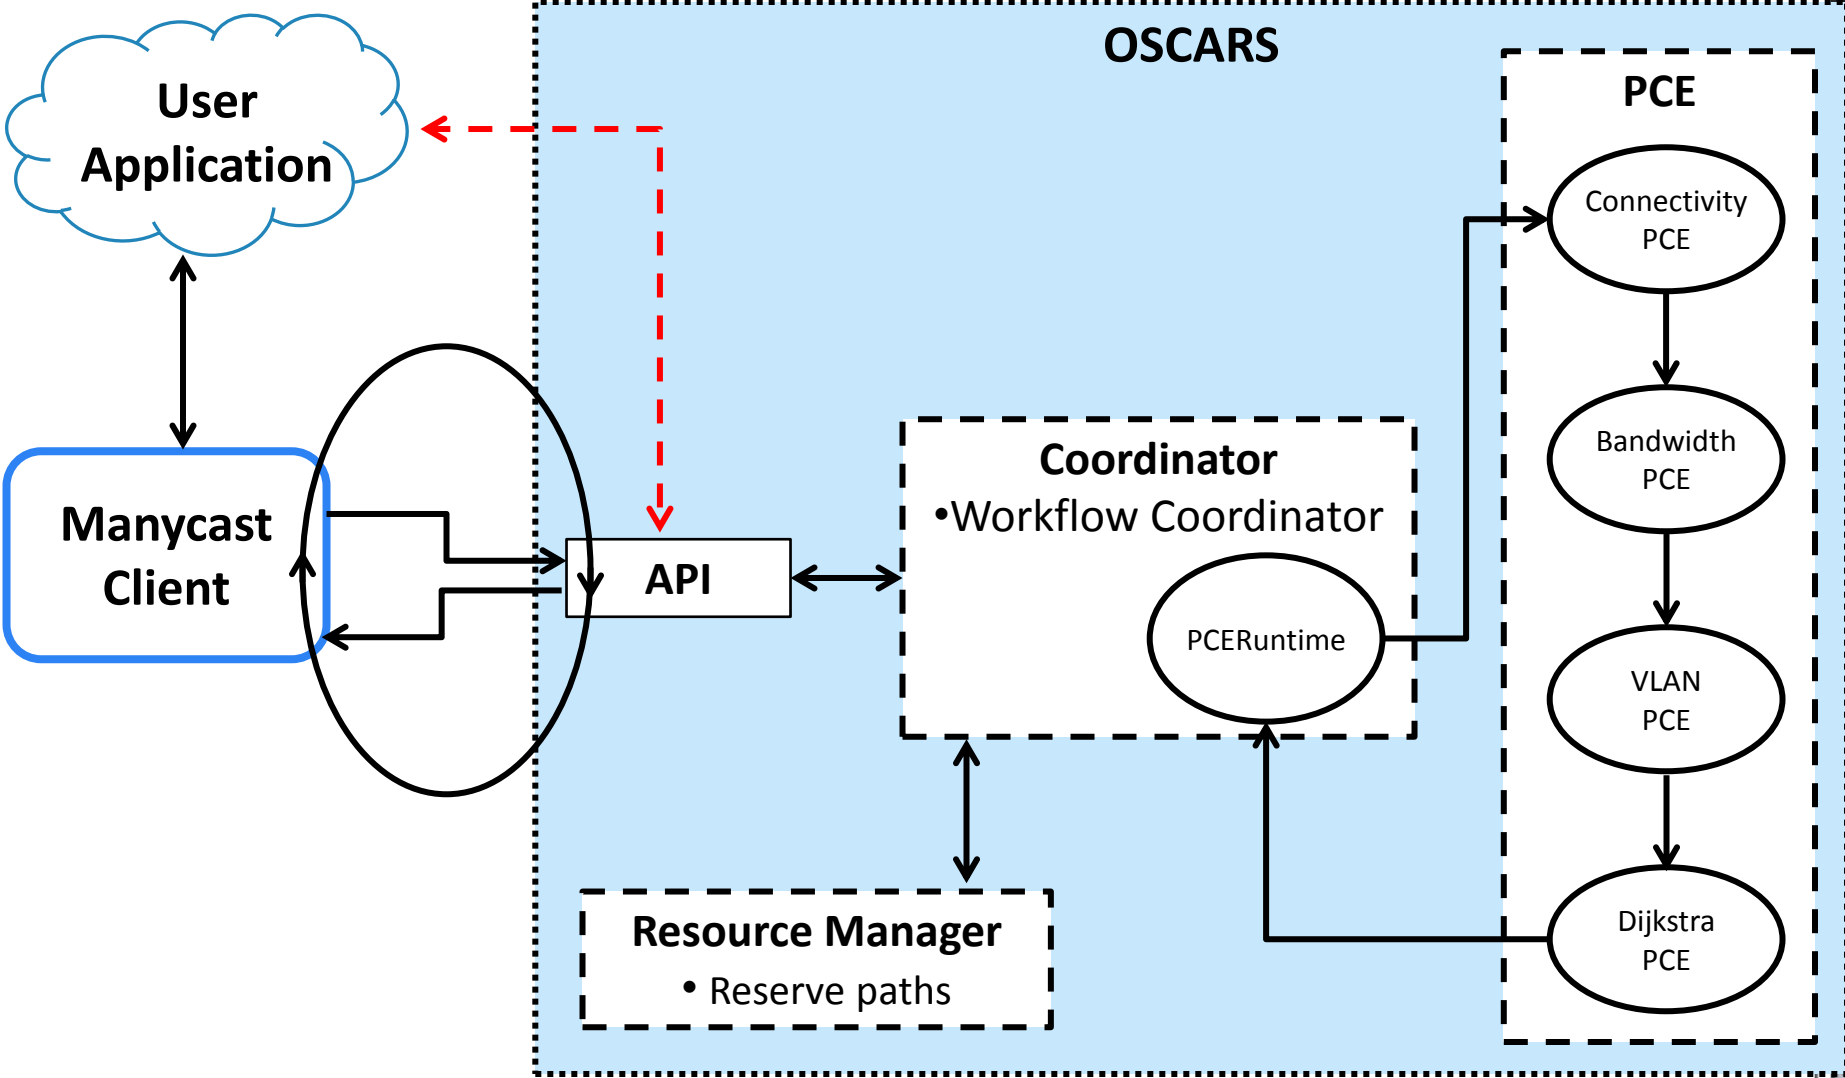 OSCARS
User
Application
PCE
Connectivity
PCE
Bandwidth
PCE
VLAN
PCE
Dijkstra
PCE
Manycast
Client
API
Coordinator
•Workflow Coordinator
PCERuntime
Resource Manager
• Reserve paths